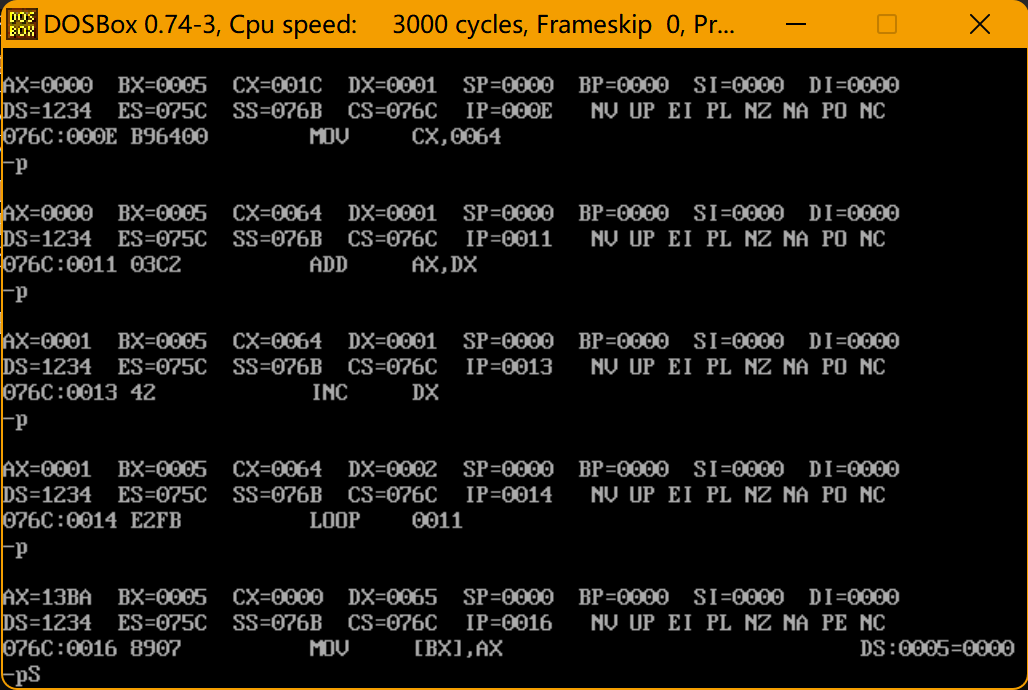 DOS BOX DOSBox 0.74-3, Cpu speed: 3000 cycles, Frameskip 0, Pr...
AX=0000 BX=0005 CX=001C DX=0001 SP=0000 BP=0000 SI=0000 DI=0000
DS=1234 ES=075C SS=076B CS=076C IP=000E NV UP EI PL NZ NA PO NC
076C:000E B96400 MOV CX,0064
-p
AX=0000 BX=0005 CX=0064 DX=0001 SP=0000 BP=0000 SI=0000 DI=0000
DS=1234 ES=075C SS=076B CS=076C IP=0011 NV UP EI PL NZ NA PO NC
076C:0011 03C2 ADD AX,DX
-p
AX=0001 BX=0005 CX=0064 DX=0001 SP=0000 BP=0000 SI=0000 DI=0000
DS=1234 ES=075C SS=076B CS=076C IP=0013 NV UP EI PL NZ NA PO NC
076C:0013 42 INC DX
-p
AX=0001 BX=0005 CX=0064 DX=0002 SP=0000 BP=0000 SI=0000 DI=0000
DS=1234 ES=075C SS=076B CS=076C IP=0014 NV UP EI PL NZ NA PO NC
076C:0014 E2FB LOOP 0011
-p
AX=13BA BX=0005 CX=0000 DX=0065 SP=0000 BP=0000 SI=0000 DI=0000
DS=1234 ES=075C SS=076B CS=076C IP=0016 NV UP EI PL NZ NA PE NC
076C:0016 8907 MOV [BX],AX DS:0005=0000
-pS